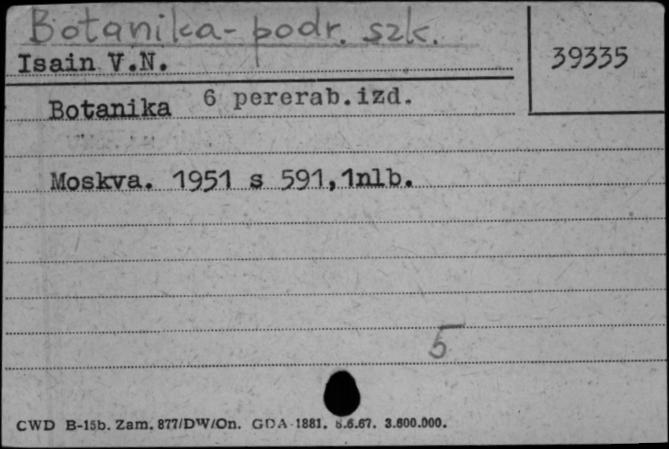 Botanika- podr. szk.
Isain V.N.
39335
Botanika 6 pererab.izd.
Moskva. 1951 s 591,1nlb.
5
CWD B-15b. Zam. 877/DW/On. GDA-1881. 8.6.67. 3.600.000.